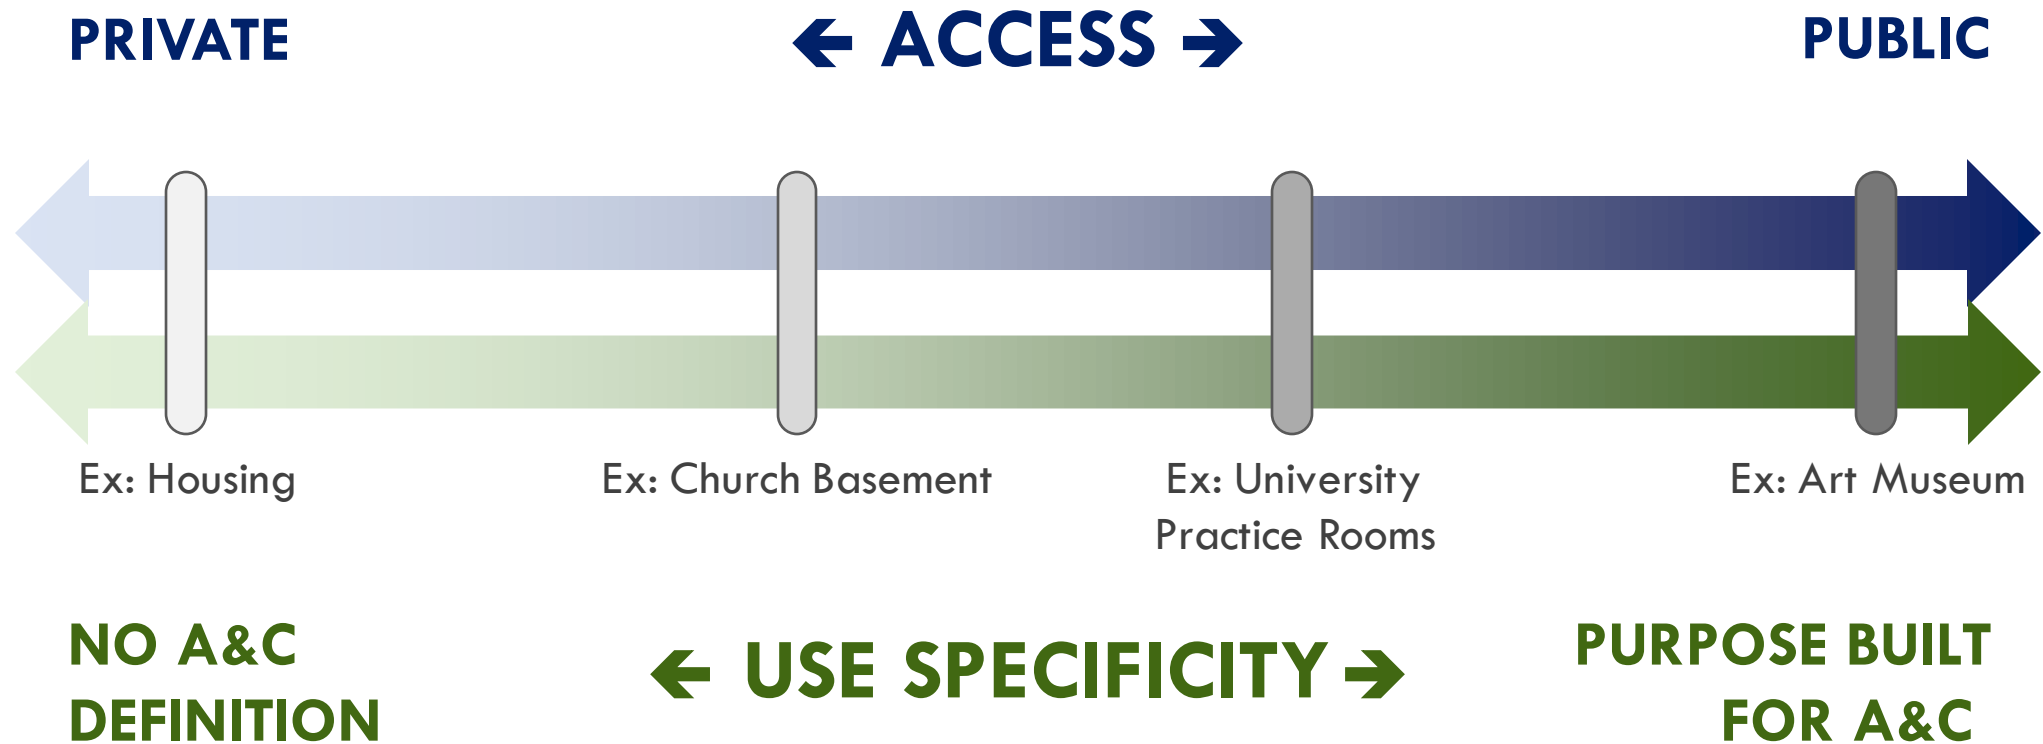 PRIVATE
← ACCESS →
PUBLIC
Ex: Housing
Ex: Church Basement
Ex: University
Practice Rooms
Ex: Art Museum
NO A&C
DEFINITION
← USE SPECIFICITY →
PURPOSE BUILT
FOR A&C